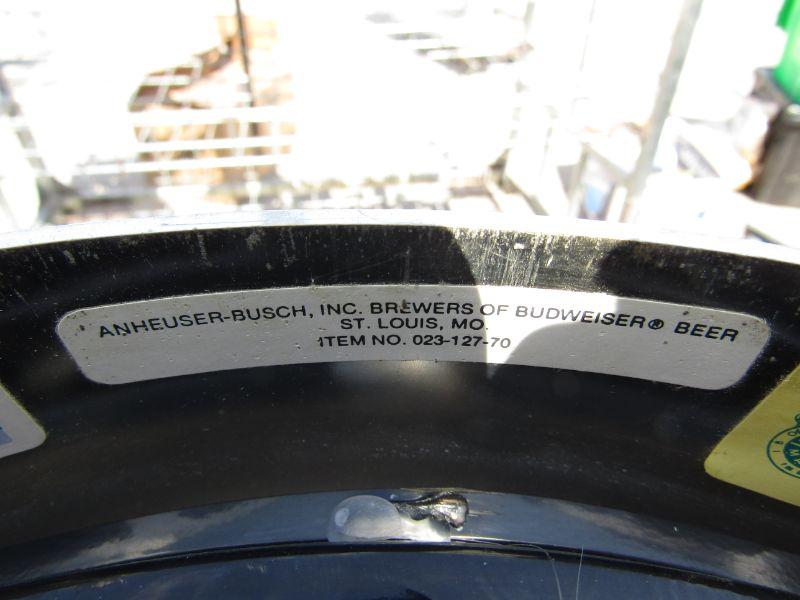 ANHEUSER-BUSCH, INC. BREWERS OF BUDWEISER® BEER
ST. LOUIS, MO.
ITEM NO. 023-127-70